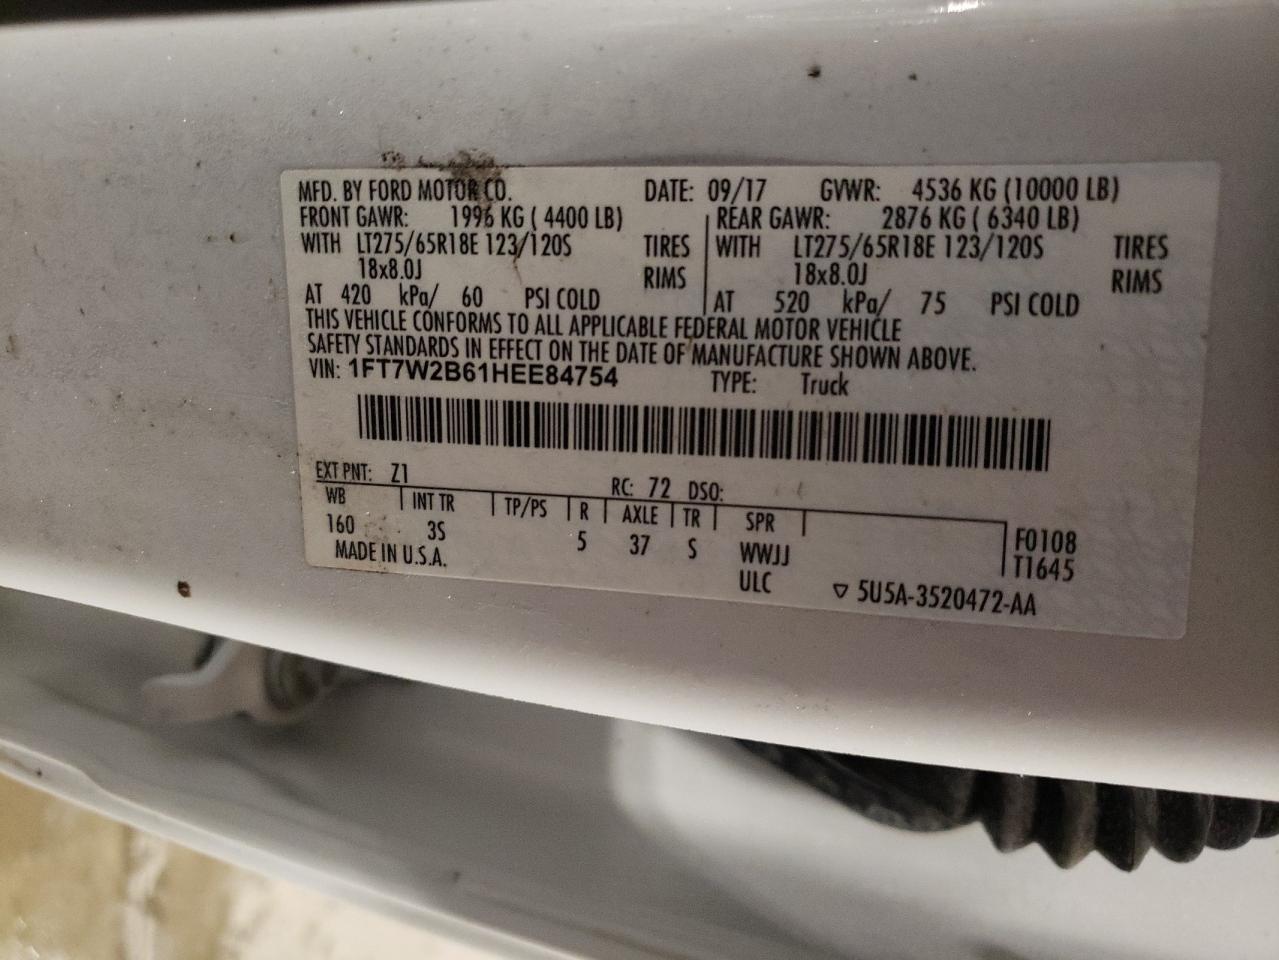 MFD. BY FORD MOTOR CO. DATE: 09/17 GVWR: 4536 KG (10000 LB)
FRONT GAWR: 1996 KG ( 4400 LB) REAR GAWR: 2876 KG ( 6340 LB)
WITH LT275/65R18E 123/120S TIRES WITH LT275/65R18E 123/120S TIRES
18x8.0J RIMS 18x8.0J RIMS
AT 420 kPa/ 60 PSI COLD AT 520 kPa/ 75 PSI COLD
THIS VEHICLE CONFORMS TO ALL APPLICABLE FEDERAL MOTOR VEHICLE
SAFETY STANDARDS IN EFFECT ON THE DATE OF MANUFACTURE SHOWN ABOVE.
VIN: 1FT7W2B61HEE84754 TYPE: Truck
EXT PNT: Z1 RC: 72 DSO:
WB INT TR TP/PS R AXLE TR SPR
160 3S 5 37 S WWJJ F0108
MADE IN U.S.A. ULC T1645
5U5A-3520472-AA